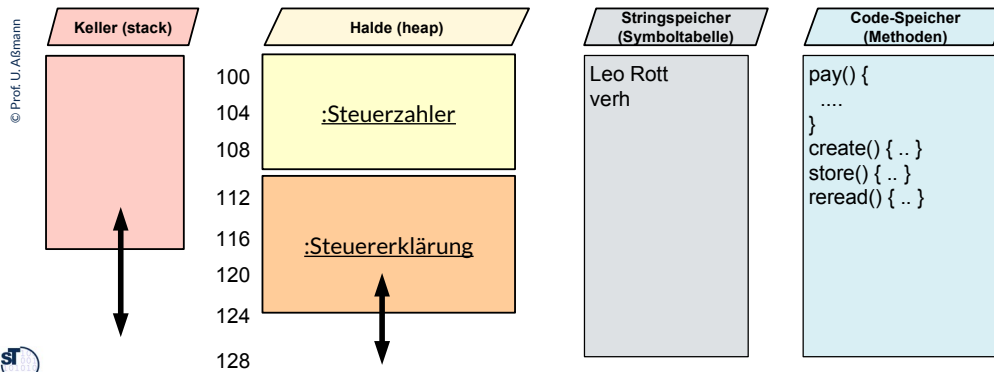 © Prof. U. Aßmann
Keller (stack)
Halde (heap)
Stringspeicher
(Symboltabelle)
Code-Speicher
(Methoden)
100
104
108
112
116
120
124
128
:Steuerzahler
:Steuererklärung
Leo Rott
verh
pay() {
....
}
create() { .. }
store() { .. }
reread() { .. }
ST